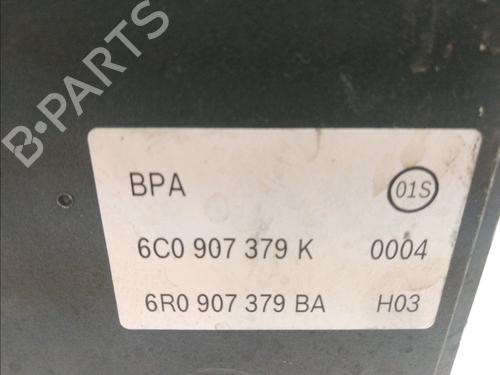 B·PARTS
BPA 01S
6C0 907 379 K 0004
6R0 907 379 BA H03